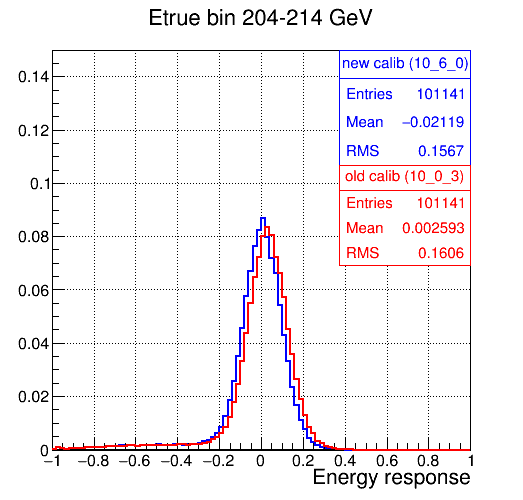 Etrue bin 204-214 GeV
new calib (10_6_0)
Entries 101141
Mean −0.02119
RMS 0.1567
old calib (10_0_3)
Entries 101141
Mean 0.002593
RMS 0.1606
0.14
0.12
0.1
0.08
0.06
0.04
0.02
0
−1 −0.8 −0.6 −0.4 −0.2 0 0.2 0.4 0.6 0.8 1
Energy response